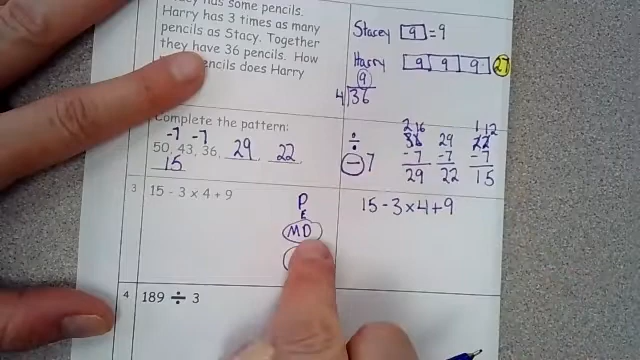 has some pencils.
Harry has 3 times as many
pencils as Stacy. Together
they have 36 pencils. How
pencils does Harry
Stacey 9 = 9
Harry 9 9 9 27
9
4 36
Complete the pattern:
-7 -7
50, 43, 36, 29 22
15
÷
- 7
2 16 1 12
36 29 22
-7 -7 -7
29 22 15
3 15 - 3 x 4 + 9
P
E
MD
15 - 3 × 4 + 9
4 189 ÷ 3